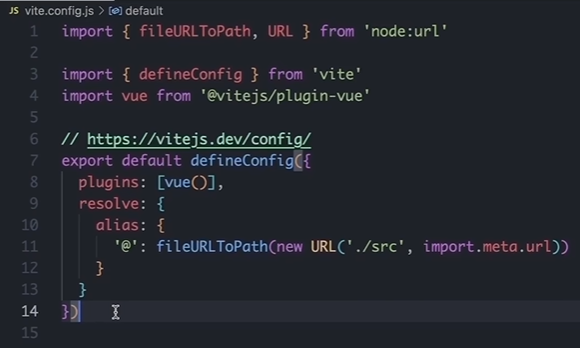 JS vite.config.js > default
1 import { fileURLToPath, URL } from 'node:url'
2
3 import { defineConfig } from 'vite'
4 import vue from '@vitejs/plugin-vue'
5
6 // https://vitejs.dev/config/
7 export default defineConfig({
8   plugins: [vue()],
9   resolve: {
10     alias: {
11       '@': fileURLToPath(new URL('./src', import.meta.url))
12     }
13   }
14 })
15